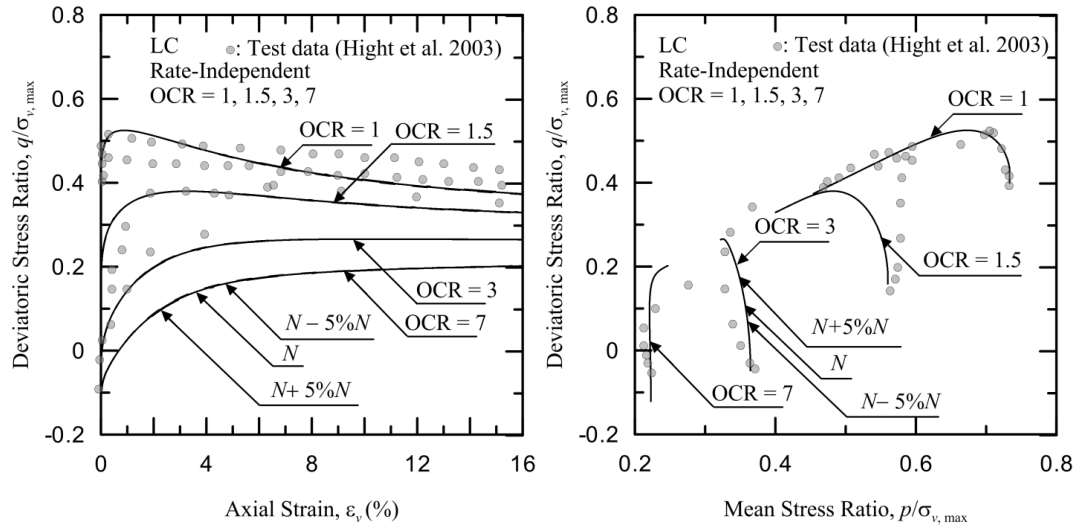 0.8
0.6
0.4
0.2
0
-0.2
Deviatoric Stress Ratio, q/σv, max
LC
: Test data (Hight et al. 2003)
Rate-Independent
OCR = 1, 1.5, 3, 7
OCR = 1
OCR = 1.5
OCR = 3
OCR = 7
N – 5%N
N
N+ 5%N
0
4
8
12
16
Axial Strain, εv (%)
0.8
0.6
0.4
0.2
0
-0.2
Deviatoric Stress Ratio, q/σv, max
LC
: Test data (Hight et al. 2003)
Rate-Independent
OCR = 1, 1.5, 3, 7
OCR = 1
OCR = 3
OCR = 1.5
N+5%N
N
OCR = 7
N– 5%N
0.2
0.4
0.6
0.8
Mean Stress Ratio, p/σv, max